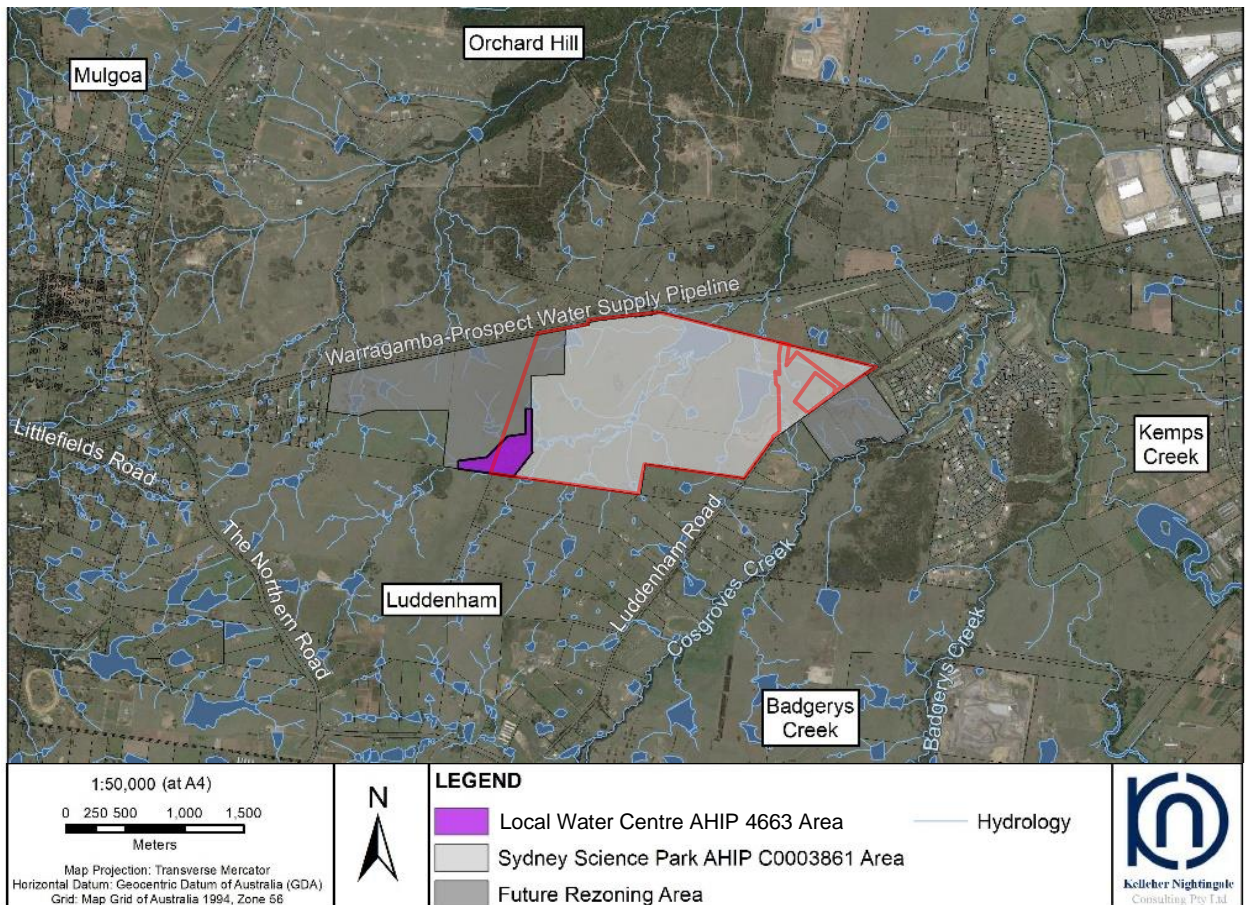 Orchard Hill
Mulgoa
Warragamba-Prospect Water Supply Pipeline
Littlefields Road
Kemps
Creek
The Northern Road
Luddenham Road
Luddenham
Cosgroves Creek
Badgerys
Creek
Badgerys Creek
1:50,000 (at A4)
0 250 500 1,000 1,500
Meters
Map Projection: Transverse Mercator
Horizontal Datum: Geocentric Datum of Australia (GDA)
Grid: Map Grid of Australia 1994, Zone 56
N
LEGEND
Local Water Centre AHIP 4663 Area
Hydrology
Sydney Science Park AHIP C0003861 Area
Future Rezoning Area
Kelleher Nightingale
Consulting Pty Ltd